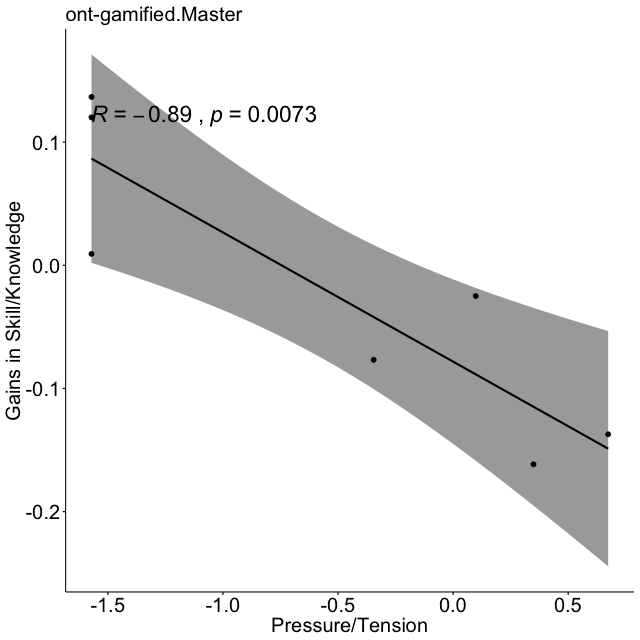 ont-gamified.Master
R = −0.89 , p = 0.0073
0.1
0.0
-0.1
-0.2
Gains in Skill/Knowledge
-1.5 -1.0 -0.5 0.0 0.5
Pressure/Tension